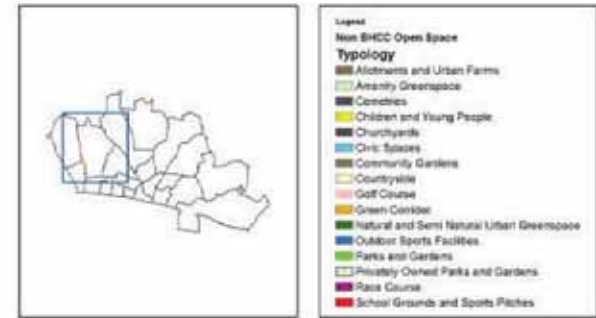 Legend
Non BHCC Open Space
Typology
Allotments and Urban Farms
Amenity Greenspace
Cemetries
Children and Young People
Churchyards
Civic Spaces
Community Gardens
Countryside
Golf Course
Green Corridor
Natural and Semi Natural Urban Greenspace
Outdoor Sports Facilities
Parks and Gardens
Privately Owned Parks and Gardens
Race Course
School Grounds and Sports Pitches